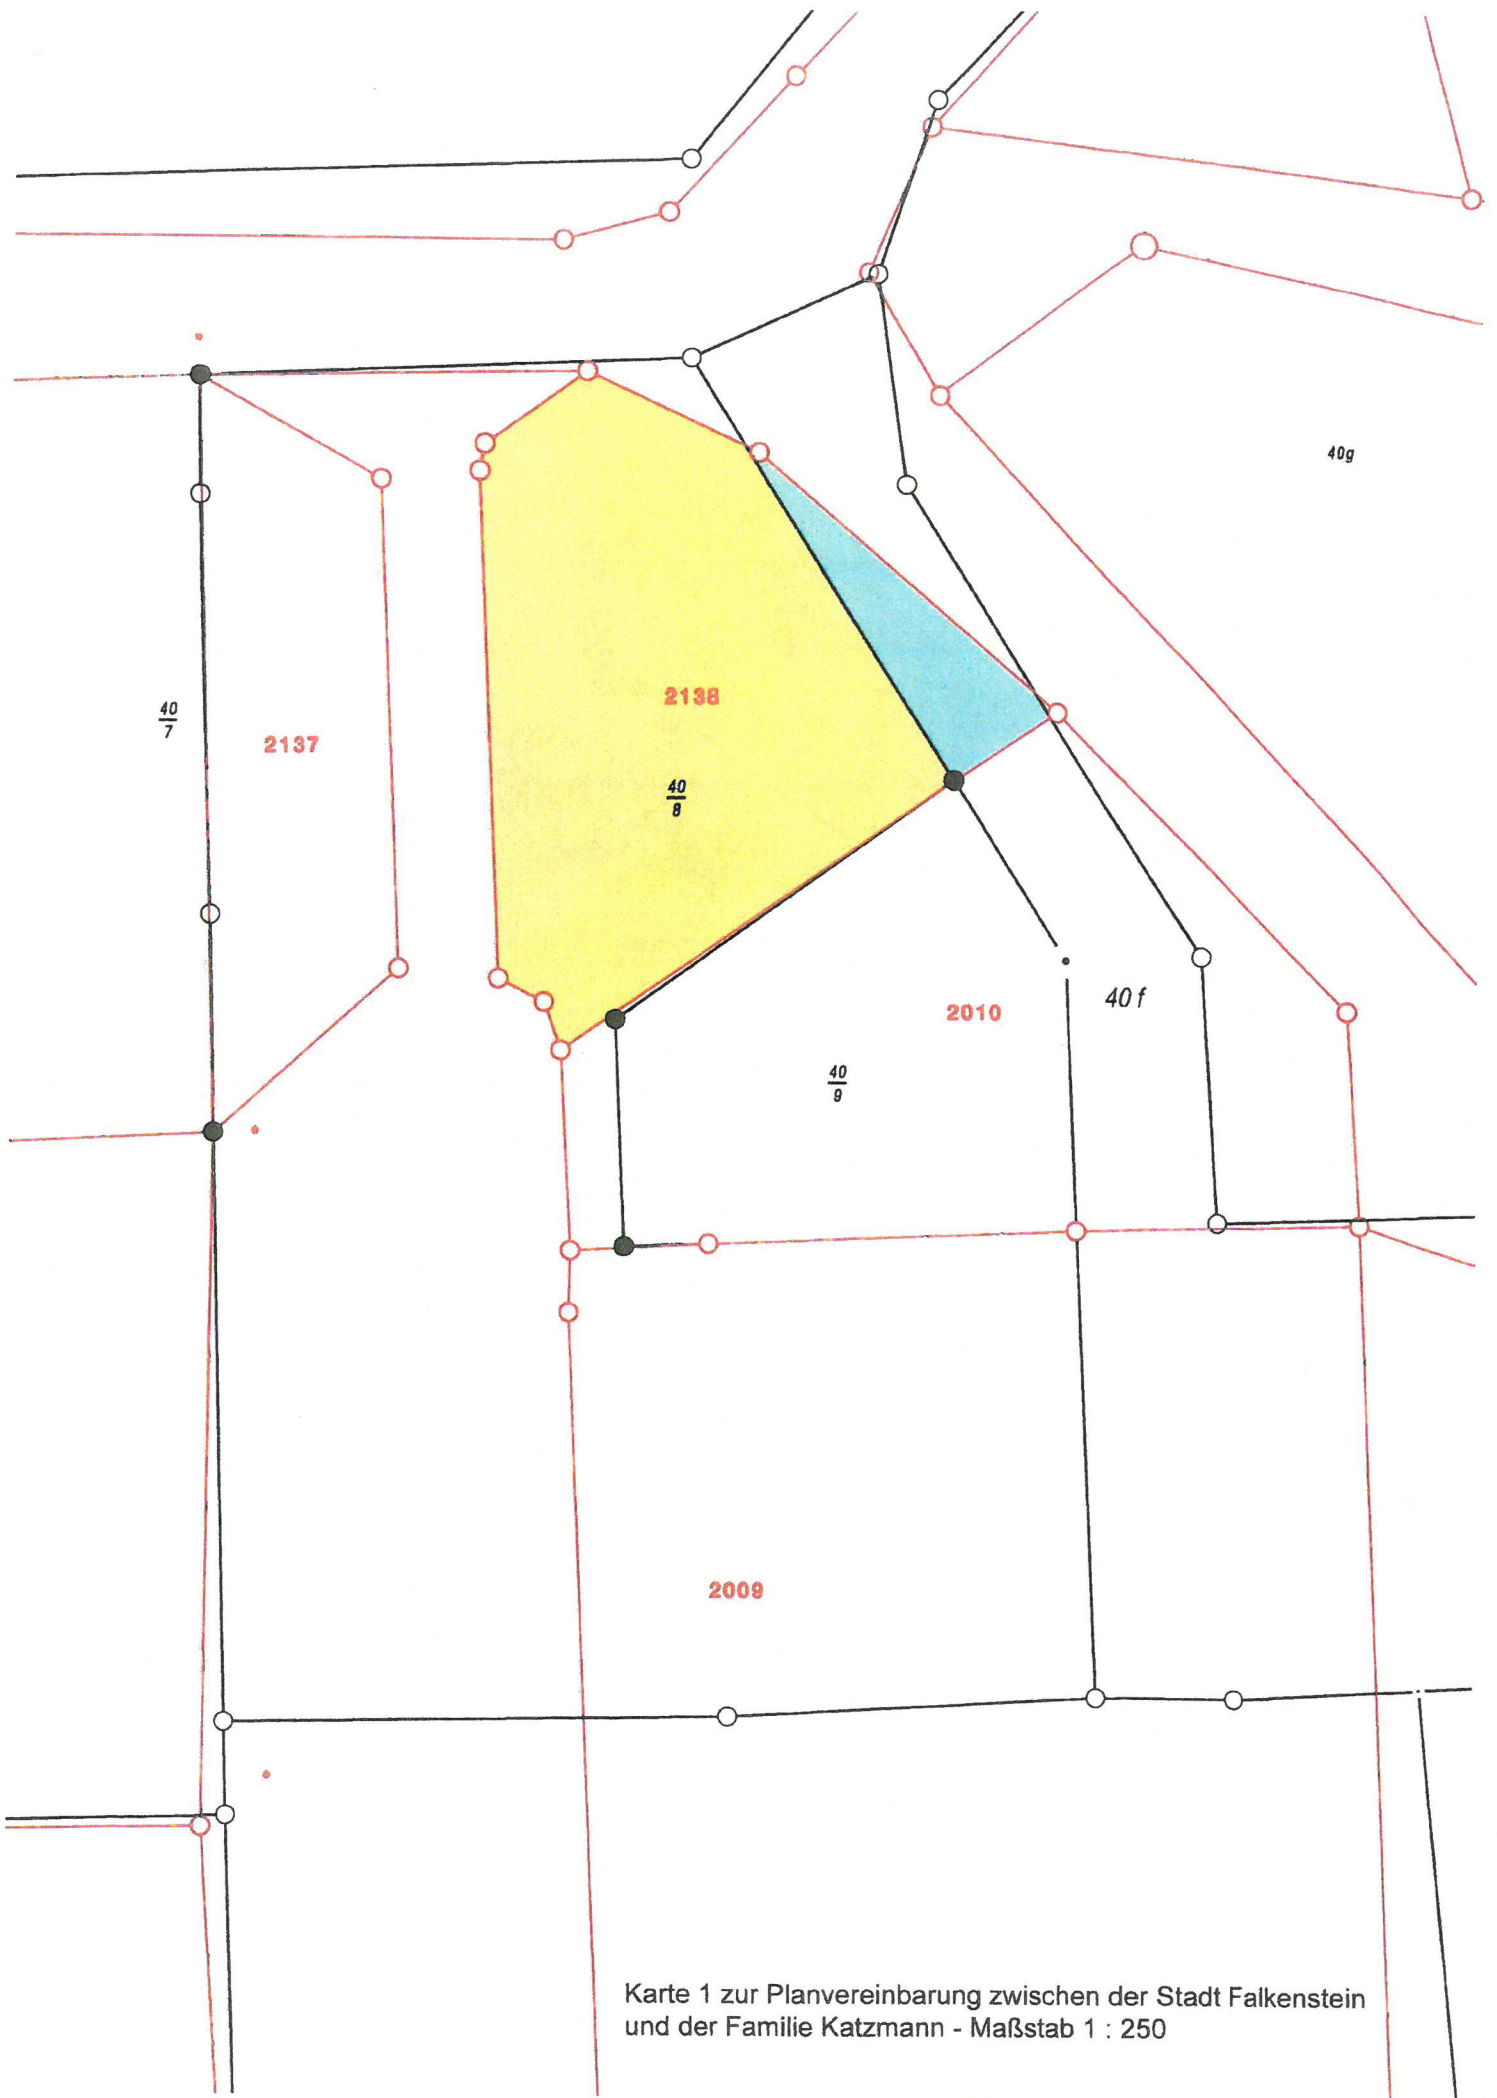 40g
2138
40
7
2137
40
8
40 f
2010
40
9
2009
Karte 1 zur Planvereinbarung zwischen der Stadt Falkenstein
und der Familie Katzmann - Maßstab 1 : 250